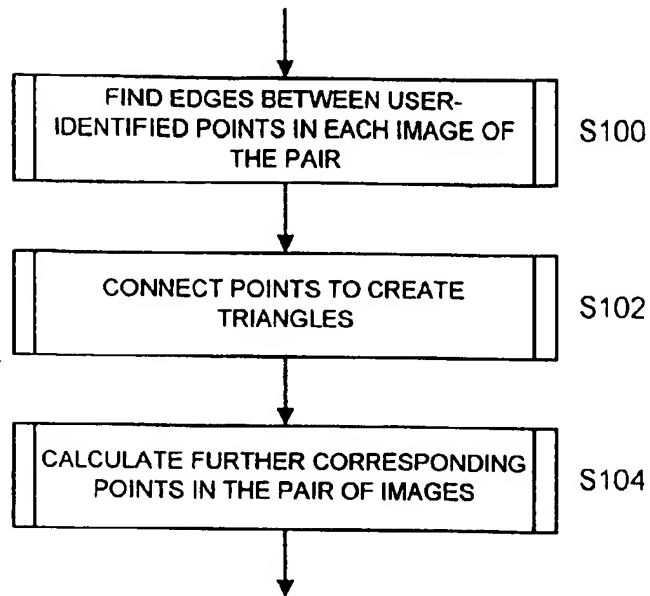 FIND EDGES BETWEEN USER-
IDENTIFIED POINTS IN EACH IMAGE OF
THE PAIR
S100
CONNECT POINTS TO CREATE
TRIANGLES
S102
CALCULATE FURTHER CORRESPONDING
POINTS IN THE PAIR OF IMAGES
S104